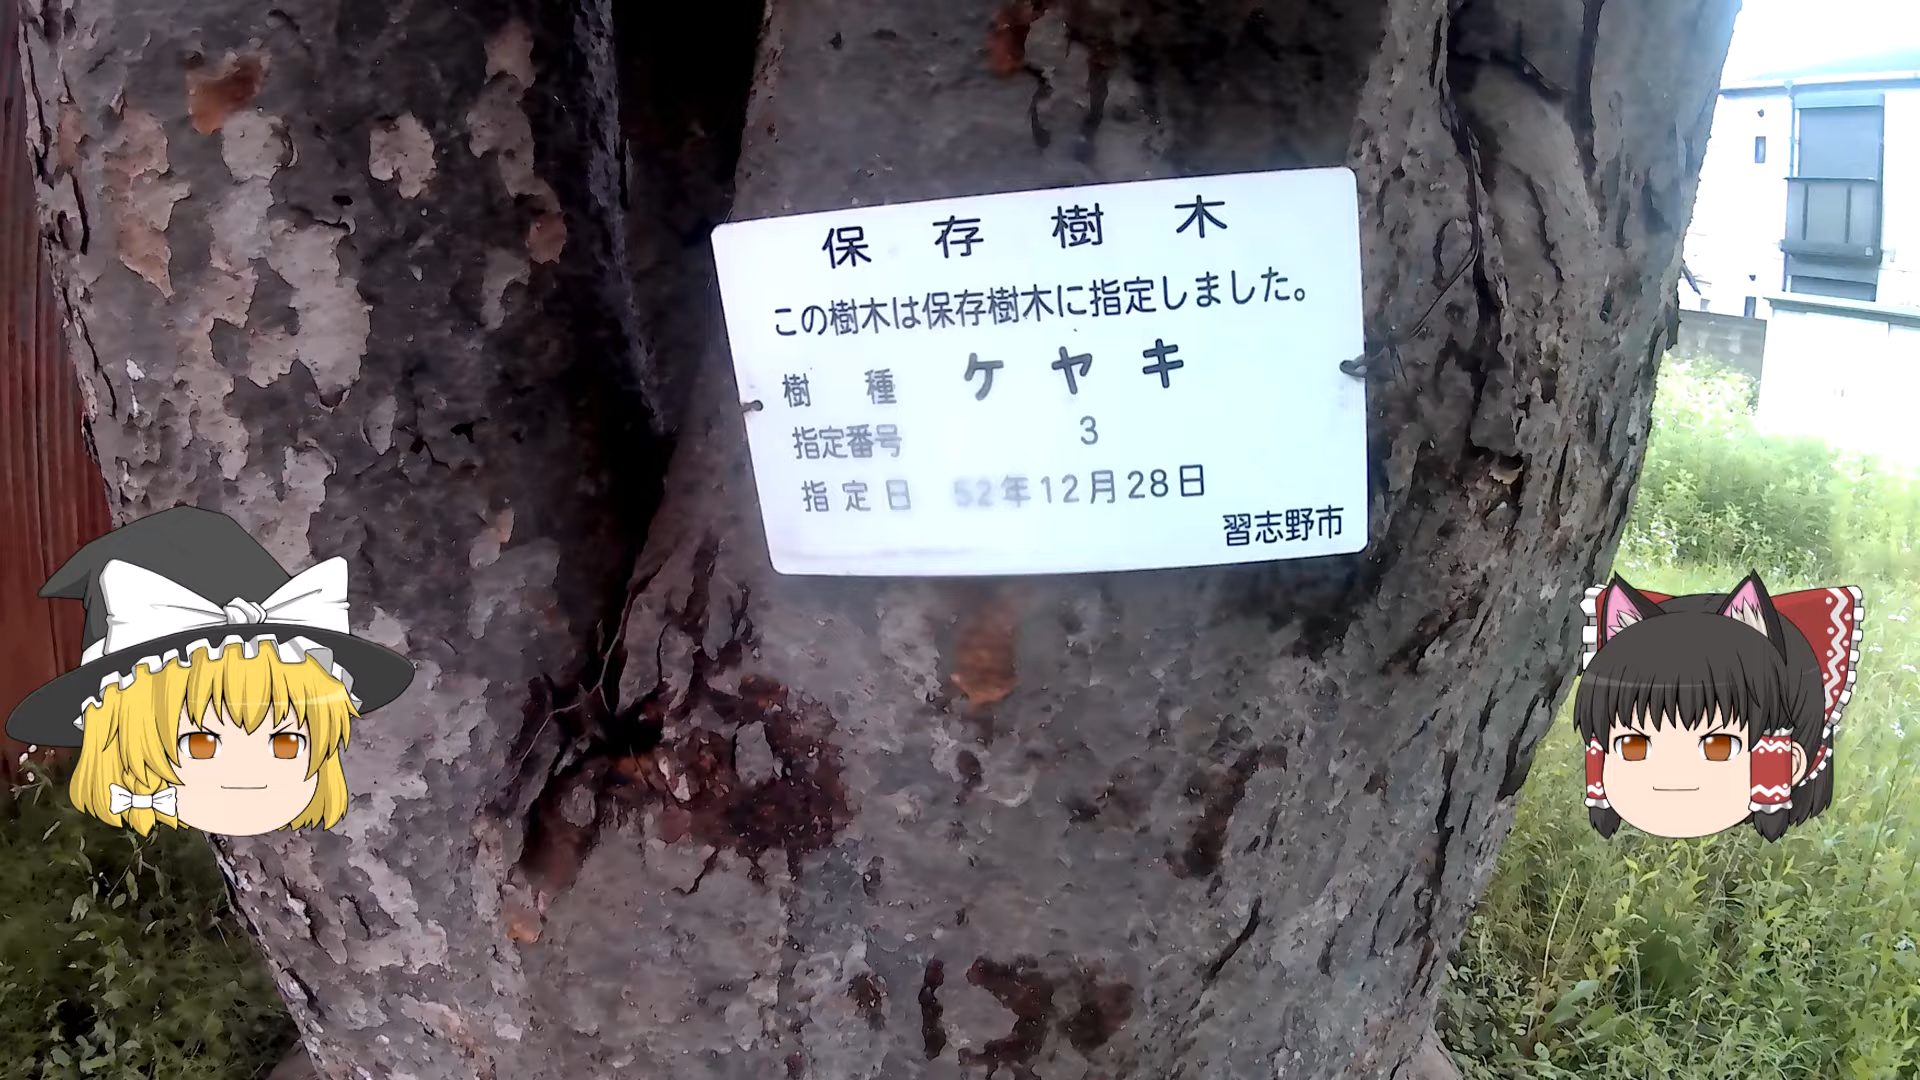 保存樹木
この樹木は保存樹木に指定しました。
樹種 ケヤキ
指定番号 3
指定日 52年12月28日
習志野市